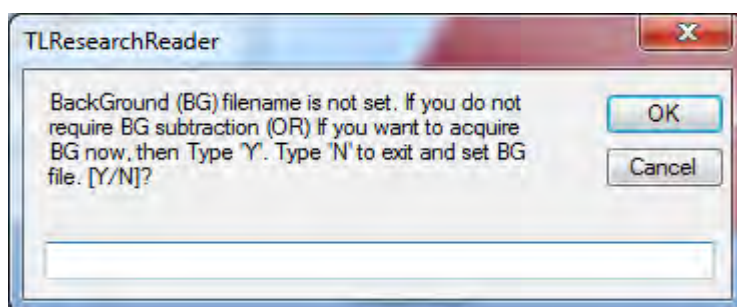 TLResearchReader
BackGround (BG) filename is not set. If you do not
require BG subtraction (OR) If you want to acquire
BG now, then Type 'Y'. Type 'N' to exit and set BG
file. [Y/N]?
OK
Cancel